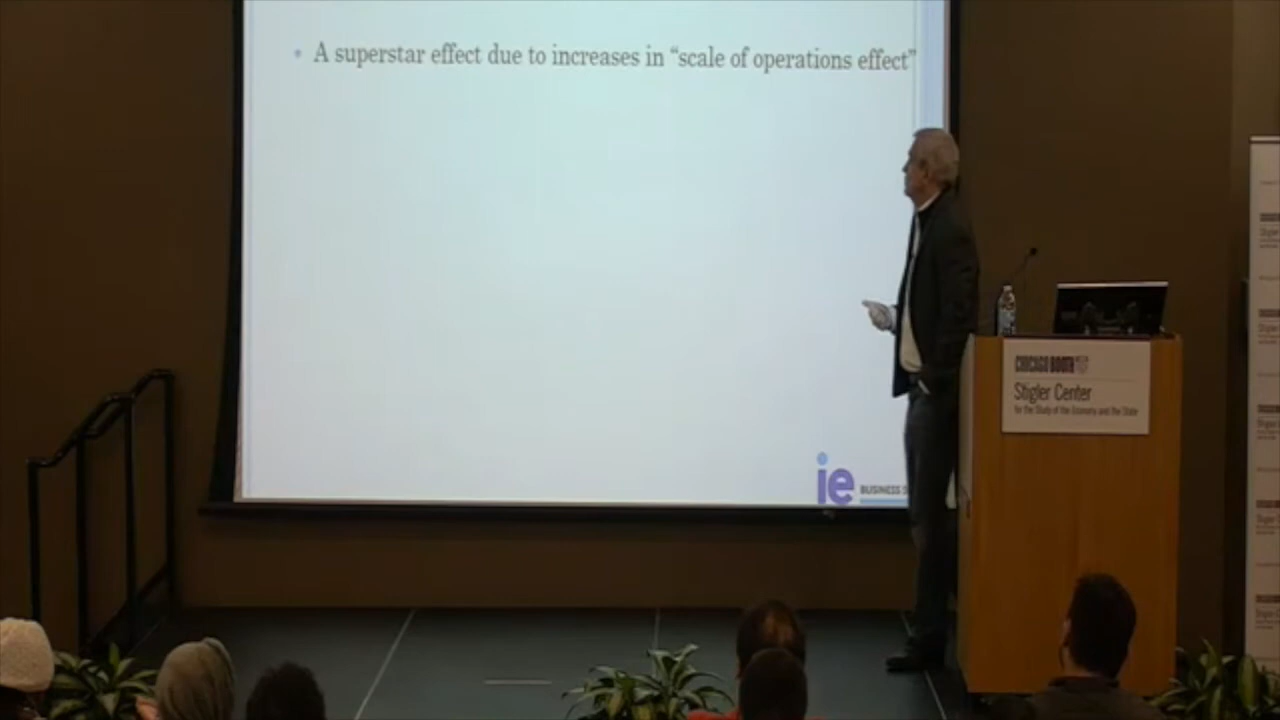 • A superstar effect due to increases in “scale of operations effect”
ie
BUSINESS S
CHICAGO BOOTH
Stigler Center
for the Study of the Economy and the State